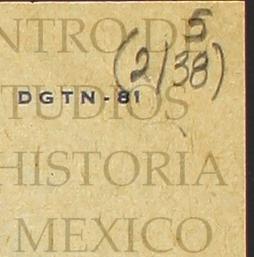 5
(2/38)
DGTN-81
NTRO DE
TUDIOS
HISTORIA
MEXICO